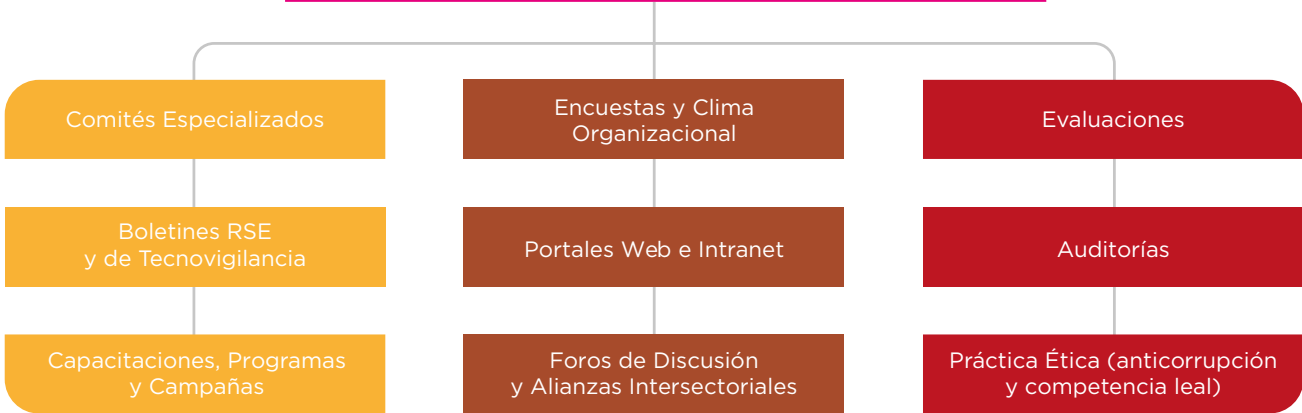 Comités Especializados
Encuestas y Clima
Organizacional
Evaluaciones
Boletines RSE
y de Tecnovigilancia
Portales Web e Intranet
Auditorías
Capacitaciones, Programas
y Campañas
Foros de Discusión
y Alianzas Intersectoriales
Práctica Ética (anticorrupción
y competencia leal)